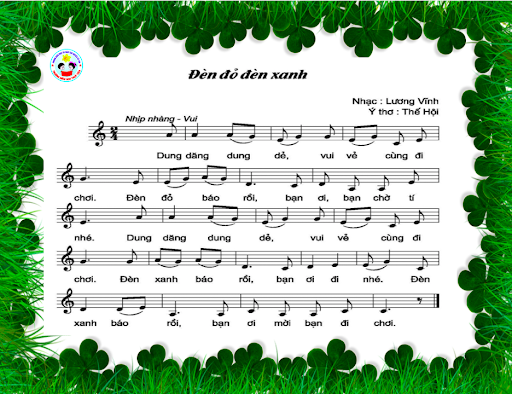 Đèn đỏ đèn xanh
Nhạc : Lương Vĩnh
Ý thơ : Thế Hội
Nhịp nhàng - Vui
Dung dăng dung dẻ, vui vẻ cùng đi
chơi. Đèn đỏ báo rồi, bạn ơi, bạn chờ tí
nhé. Dung dăng dung dẻ, vui vẻ cùng đi
chơi. Đèn xanh báo rồi, bạn ơi đi nhé. Đèn
xanh báo rồi, bạn ơi mời bạn đi chơi.